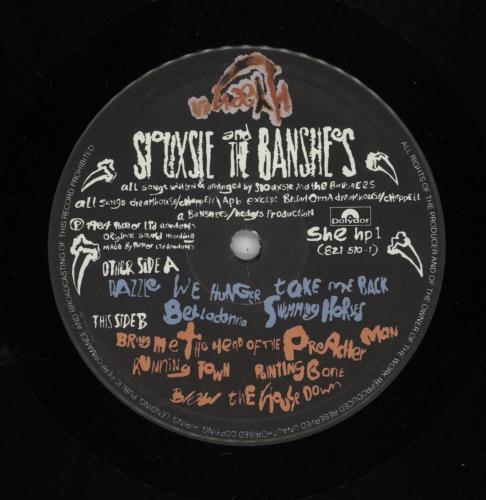 Hyæna
SIOUXSIE and THE BANSHEES
all songs written & arranged by siouxsie and the BANSHEES
all songs dreamhouse/chappell/apb except Belladonna dreamhouse/chappell
a Banshees/hedges Production
℗ 1984 Polydor Ltd (London)
original sound recording
made by Polydor Ltd (London)
polydor
she hp 1
(821 510-1)
OTHER SIDE A
DAZZLE WE HUNGER take me BACK
Belladonna SWIMMING HORSES
THIS SIDE B
BRing me The HEAD OF THE PREACHER MAN
RUNNING TOWN POINTING BONE
BLOW THE HOUSE DOWN
ALL RIGHTS OF THE PRODUCER AND OF THE OWNER OF THE WORK REPRODUCED RESERVED UNAUTHORISED COPYING, HIRING, LENDING, PUBLIC PERFORMANCE AND BROADCASTING OF THIS RECORD PROHIBITED